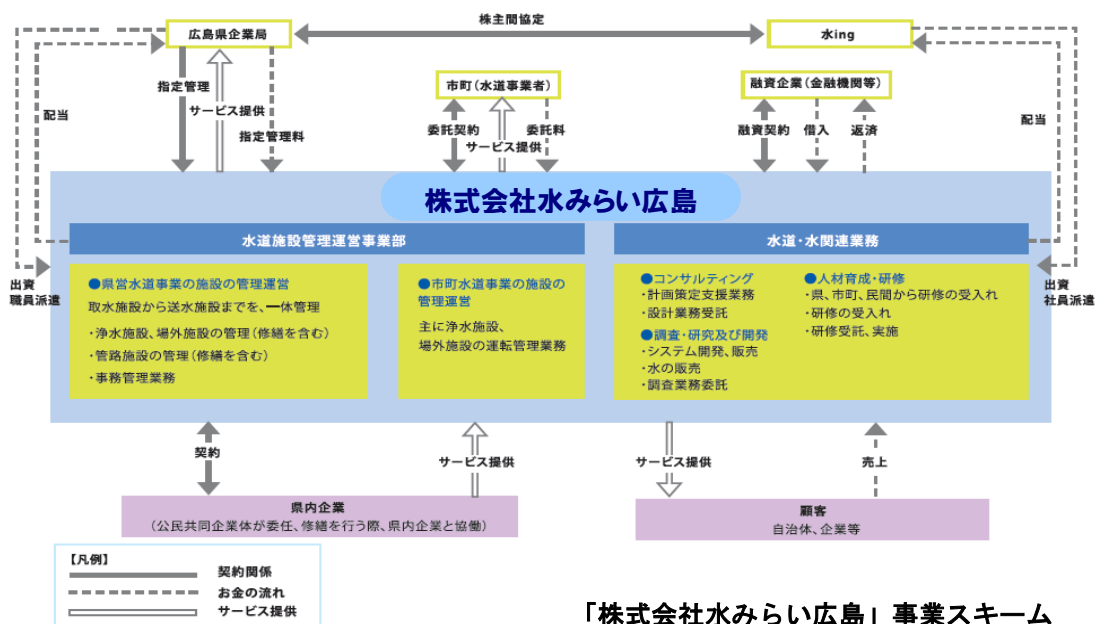 株主間協定
広島県企業局
水ing
指定管理
サービス提供
指定管理料
配当
市町(水道事業者)
委託契約
サービス提供
委託料
融資企業(金融機関等)
融資契約
借入
返済
配当
株式会社水みらい広島
水道施設管理運営事業部
水道・水関連業務
出資
職員派遣
出資
社員派遣
●県営水道事業の施設の管理運営
取水施設から送水施設までを、一体管理
・浄水施設、場外施設の管理(修繕を含む)
・管路施設の管理(修繕を含む)
・事務管理業務
●市町水道事業の施設の
管理運営
主に浄水施設、
場外施設の運転管理業務
●コンサルティング
・計画策定支援業務
・設計業務受託
●調査・研究及び開発
・システム開発、販売
・水の販売
・調査業務委託
●人材育成・研修
・県、市町、民間から研修の受入れ
・研修の受入れ
・研修受託、実施
契約
サービス提供
サービス提供
売上
県内企業
(公民共同企業体が委任、修繕を行う際、県内企業と協働)
顧客
自治体、企業等
【凡例】
契約関係
お金の流れ
サービス提供
「株式会社水みらい広島」事業スキーム